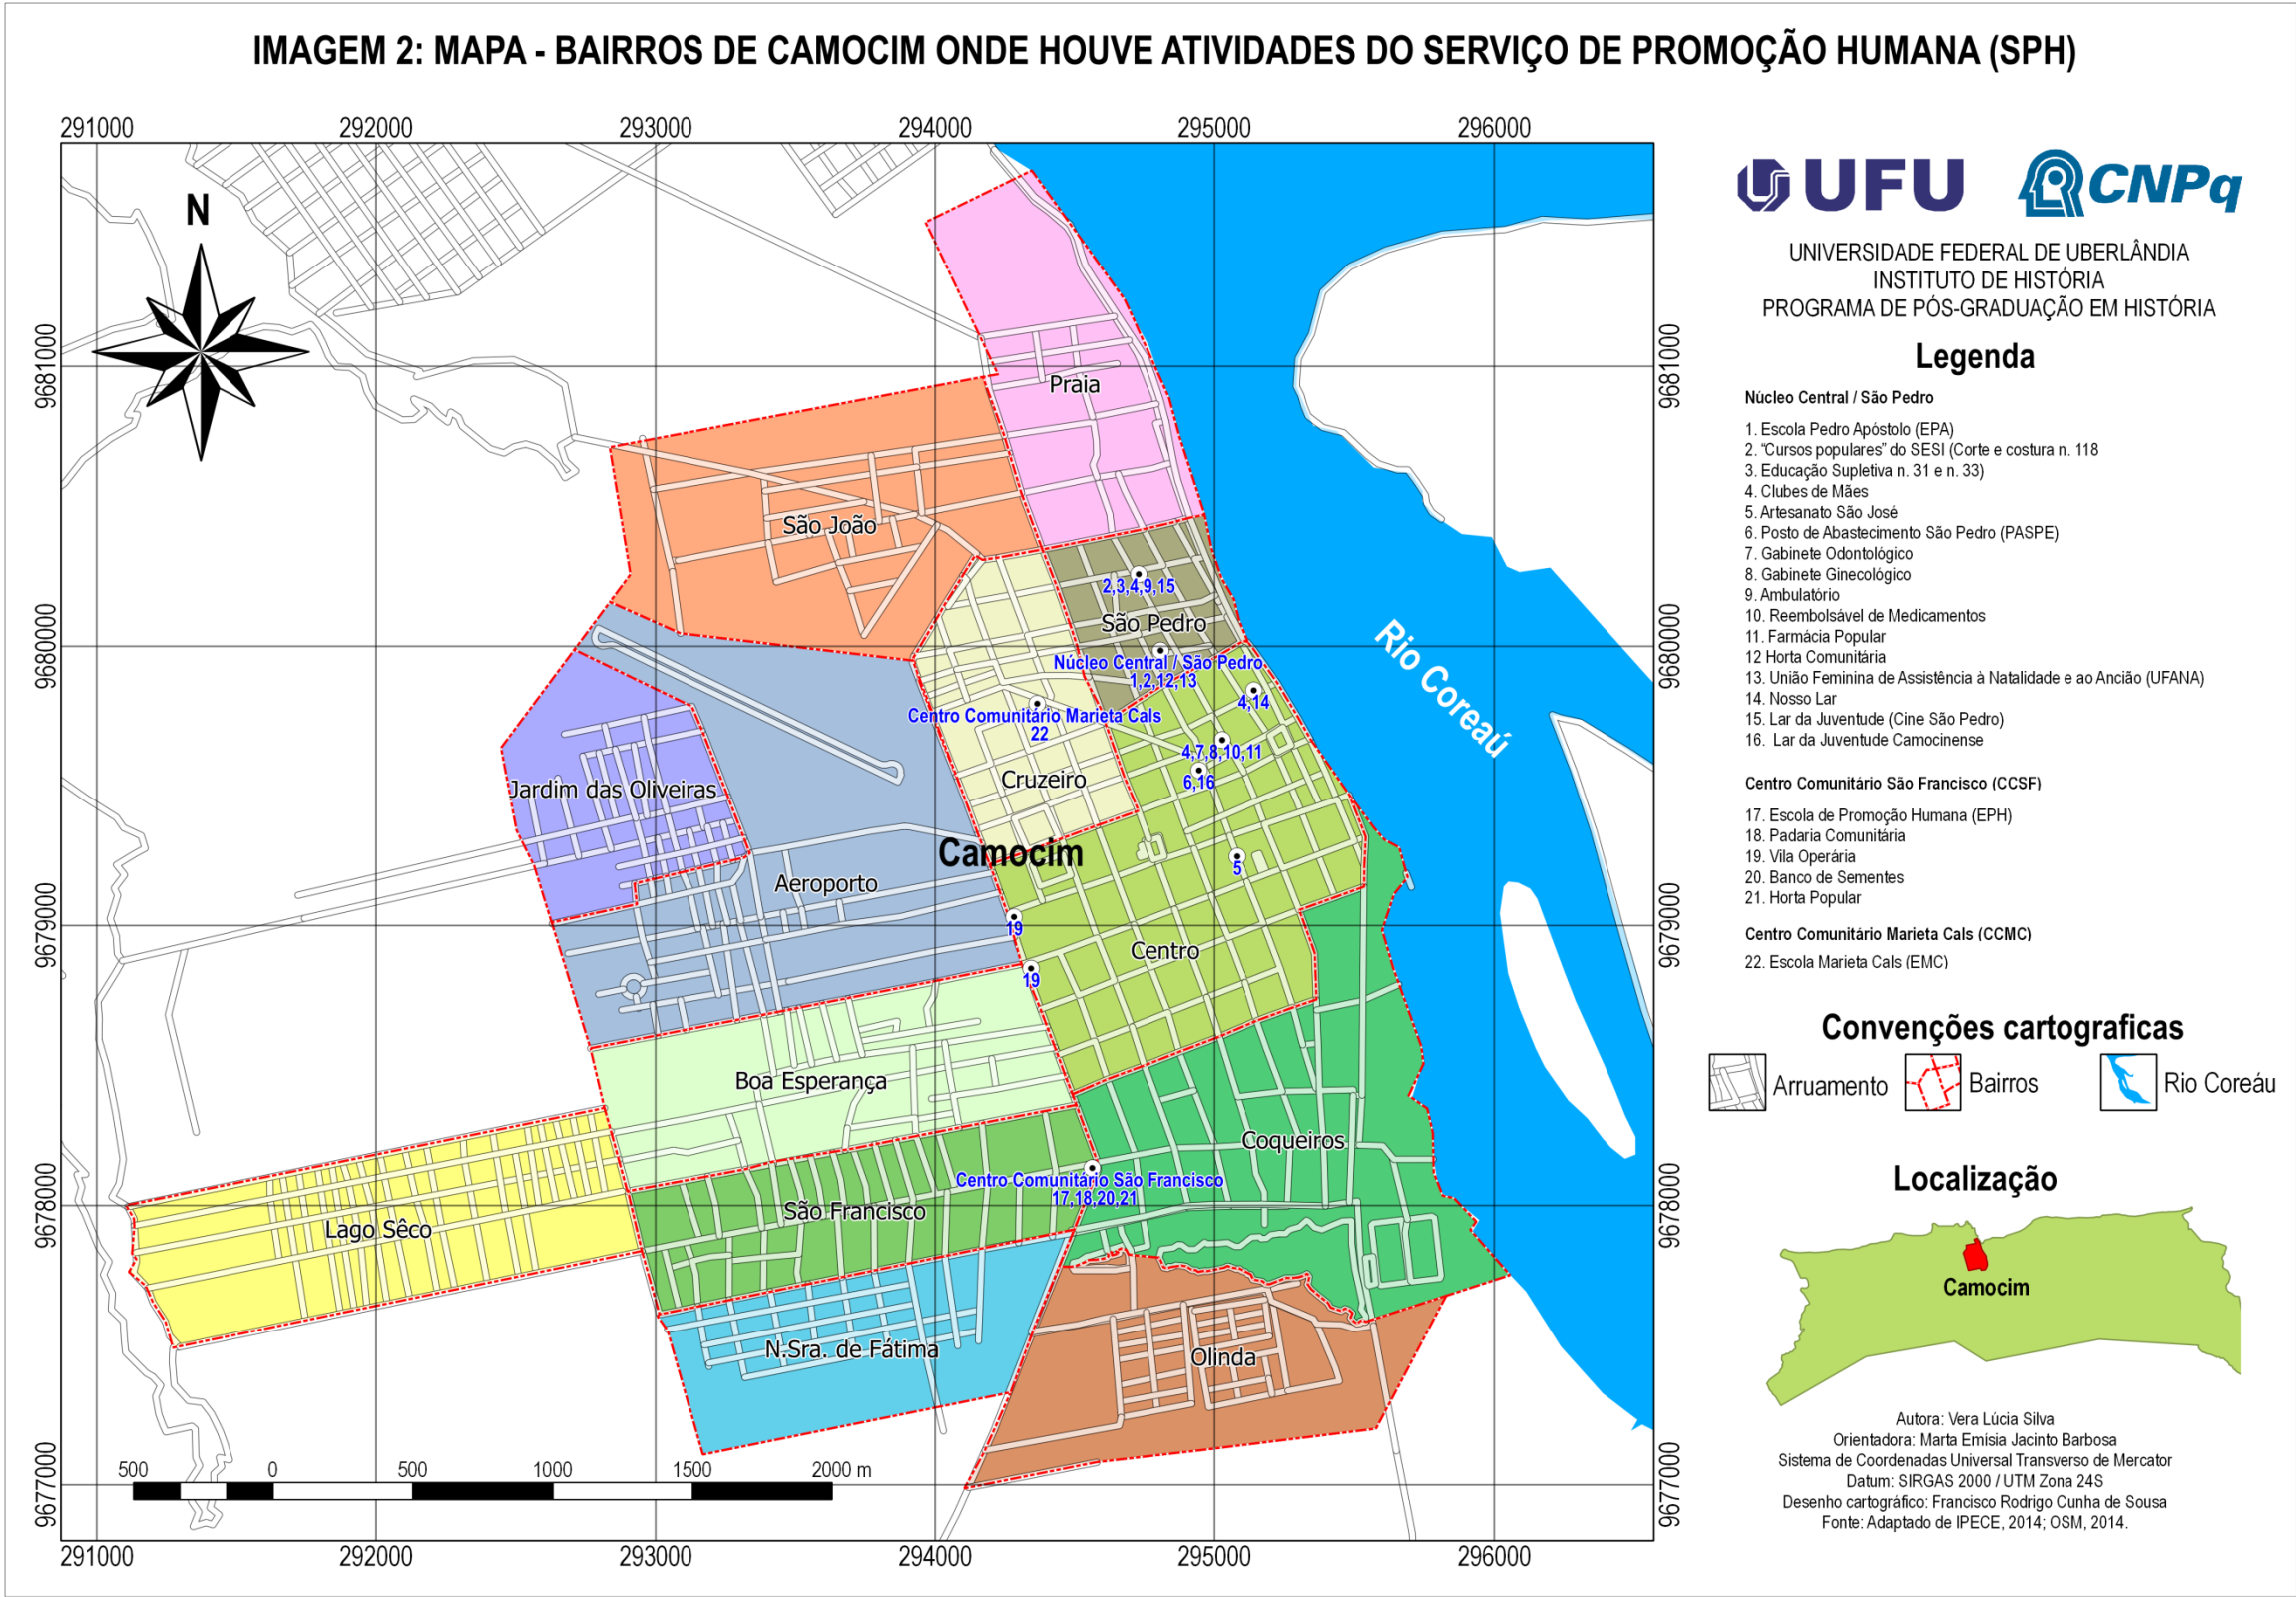 IMAGEM 2: MAPA - BAIRROS DE CAMOCIM ONDE HOUVE ATIVIDADES DO SERVIÇO DE PROMOÇÃO HUMANA (SPH)
291000 292000 293000 294000 295000 296000
9681000
9680000
9679000
9678000
9677000
N
Praia
São João
2,3,4,9,15
São Pedro
Núcleo Central / São Pedro
1,2,12,13
4,14
Centro Comunitário Marieta Cals
22
4,7,8,10,11
6,16
Cruzeiro
Jardim das Oliveiras
Camocim
5
Aeroporto
19
Centro
19
Boa Esperança
Coqueiros
Centro Comunitário São Francisco
17,18,20,21
São Francisco
Lago Sêco
N.Sra. de Fátima
Olinda
Rio Coreaú
500 0 500 1000 1500 2000 m
9681000
9680000
9679000
9678000
9677000
291000 292000 293000 294000 295000 296000
UFU CNPq
UNIVERSIDADE FEDERAL DE UBERLÂNDIA
INSTITUTO DE HISTÓRIA
PROGRAMA DE PÓS-GRADUAÇÃO EM HISTÓRIA
Legenda
Núcleo Central / São Pedro
1. Escola Pedro Apóstolo (EPA)
2. “Cursos populares” do SESI (Corte e costura n. 118
3. Educação Supletiva n. 31 e n. 33)
4. Clubes de Mães
5. Artesanato São José
6. Posto de Abastecimento São Pedro (PASPE)
7. Gabinete Odontológico
8. Gabinete Ginecológico
9. Ambulatório
10. Reembolsável de Medicamentos
11. Farmácia Popular
12 Horta Comunitária
13. União Feminina de Assistência à Natalidade e ao Ancião (UFANA)
14. Nosso Lar
15. Lar da Juventude (Cine São Pedro)
16. Lar da Juventude Camocinense
Centro Comunitário São Francisco (CCSF)
17. Escola de Promoção Humana (EPH)
18. Padaria Comunitária
19. Vila Operária
20. Banco de Sementes
21. Horta Popular
Centro Comunitário Marieta Cals (CCMC)
22. Escola Marieta Cals (EMC)
Convenções cartograficas
Arruamento Bairros Rio Coreáu
Localização
Camocim
Autora: Vera Lúcia Silva
Orientadora: Marta Emisia Jacinto Barbosa
Sistema de Coordenadas Universal Transverso de Mercator
Datum: SIRGAS 2000 / UTM Zona 24S
Desenho cartográfico: Francisco Rodrigo Cunha de Sousa
Fonte: Adaptado de IPECE, 2014; OSM, 2014.